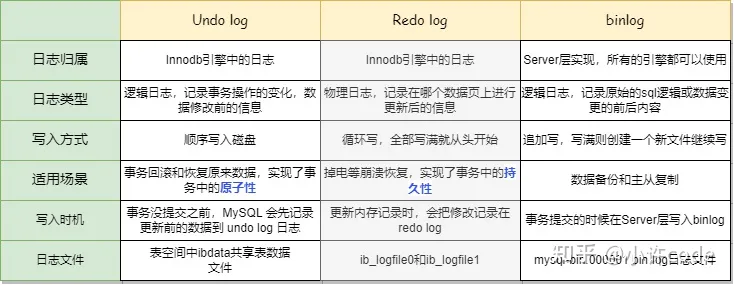 Undo log
Redo log
binlog
日志归属
Innodb引擎中的日志
Innodb引擎中的日志
Server层实现，所有的引擎都可以使用
日志类型
逻辑日志，记录事务操作的变化，数
据修改前的信息
物理日志，记录在哪个数据页上进行
更新后的信息
逻辑日志，记录原始的sql逻辑或数据变
更的前后内容
写入方式
顺序写入磁盘
循环写，全部写满就从头开始
追加写，写满则创建一个新文件继续写
适用场景
事务回滚和恢复原来数据，实现了事
务中的原子性
掉电等崩溃恢复，实现了事务中的持
久性
数据备份和主从复制
写入时机
事务没提交之前，MySQL 会先记录
更新前的数据到 undo log 日志
更新内存记录时，会把修改记录在
redo log
事务提交的时候在Server层写入binlog
日志文件
表空间中ibdata共享表数据
文件
ib_logfile0和ib_logfile1
mysql-bin.000001 bin log日志文件
知乎 @小许code